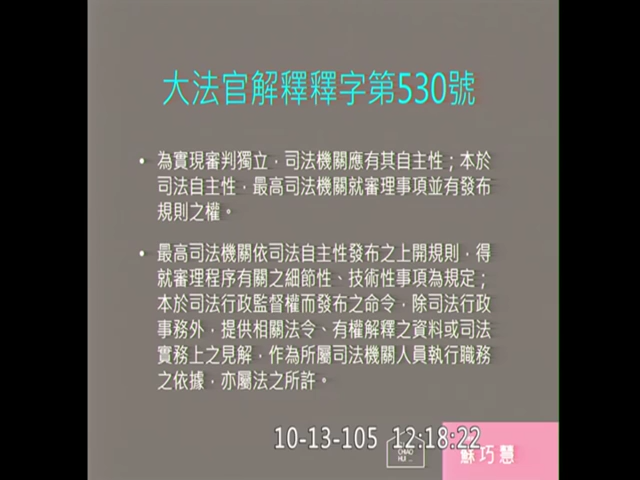 大法官解釋釋字第530號
• 為實現審判獨立，司法機關應有其自主性；本於
司法自主性，最高司法機關就審理事項並有發布
規則之權。
• 最高司法機關依司法自主性發布之上開規則，得
就審理程序有關之細節性、技術性事項為規定；
本於司法行政監督權而發布之命令，除司法行政
事務外，提供相關法令、有權解釋之資料或司法
實務上之見解，作為所屬司法機關人員執行職務
之依據，亦屬法之所許。
10-13-105 12:18:22
CHIAO
HUI
蘇巧慧